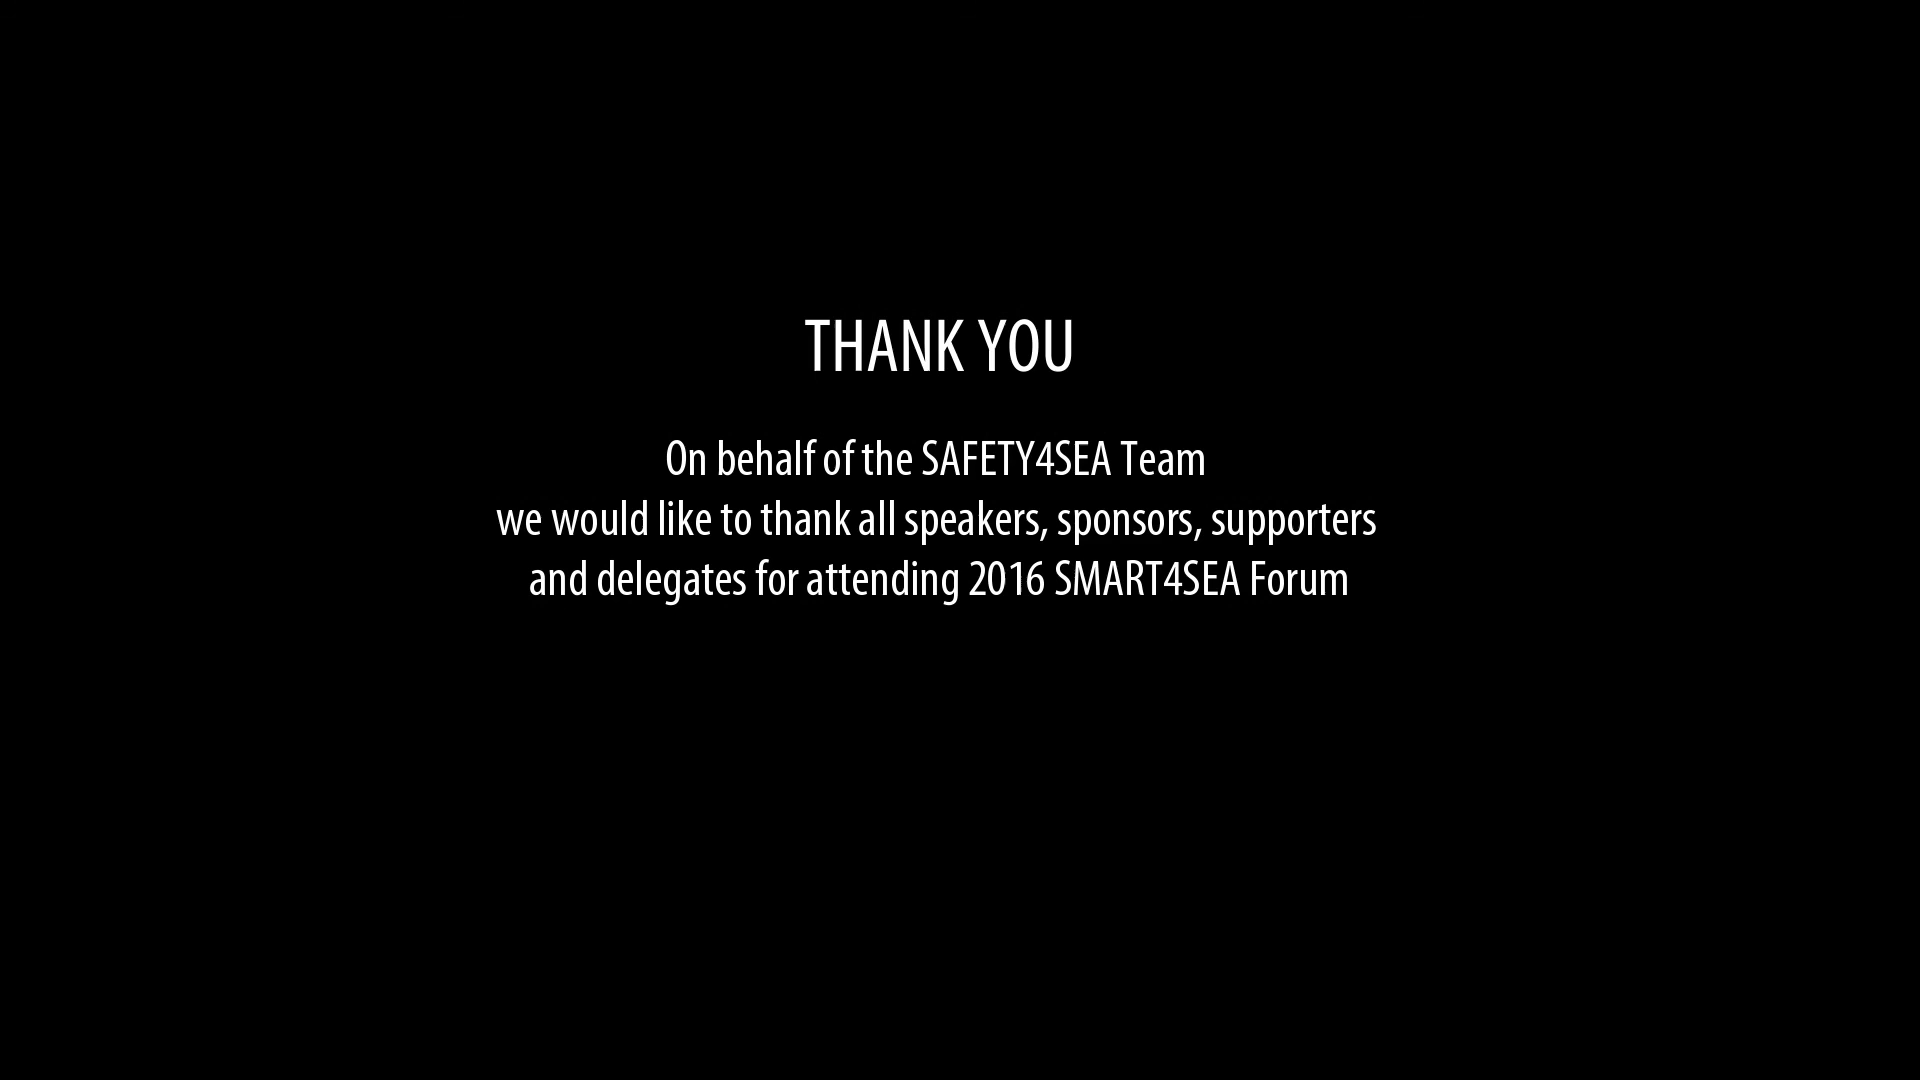 THANK YOU
On behalf of the SAFETY4SEA Team
we would like to thank all speakers, sponsors, supporters
and delegates for attending 2016 SMART4SEA Forum